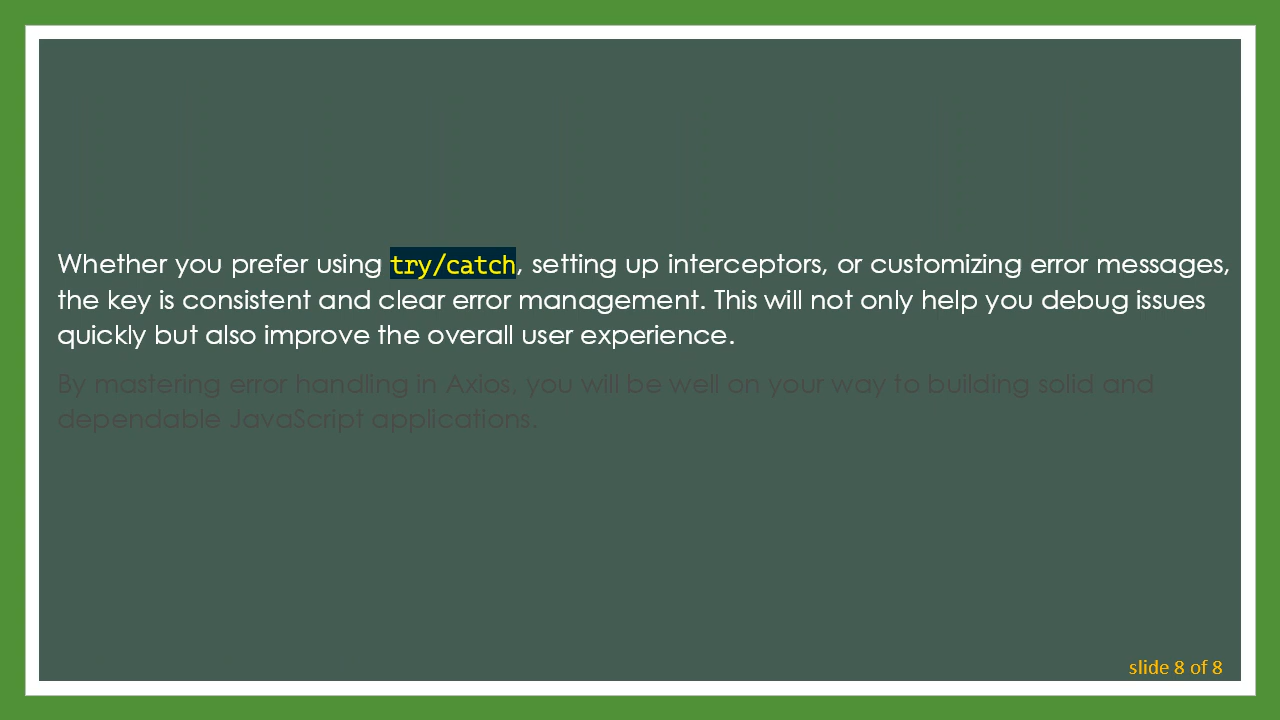 Whether you prefer using try/catch, setting up interceptors, or customizing error messages,
the key is consistent and clear error management. This will not only help you debug issues
quickly but also improve the overall user experience.
By mastering error handling in Axios, you will be well on your way to building solid and
dependable JavaScript applications.
slide 8 of 8